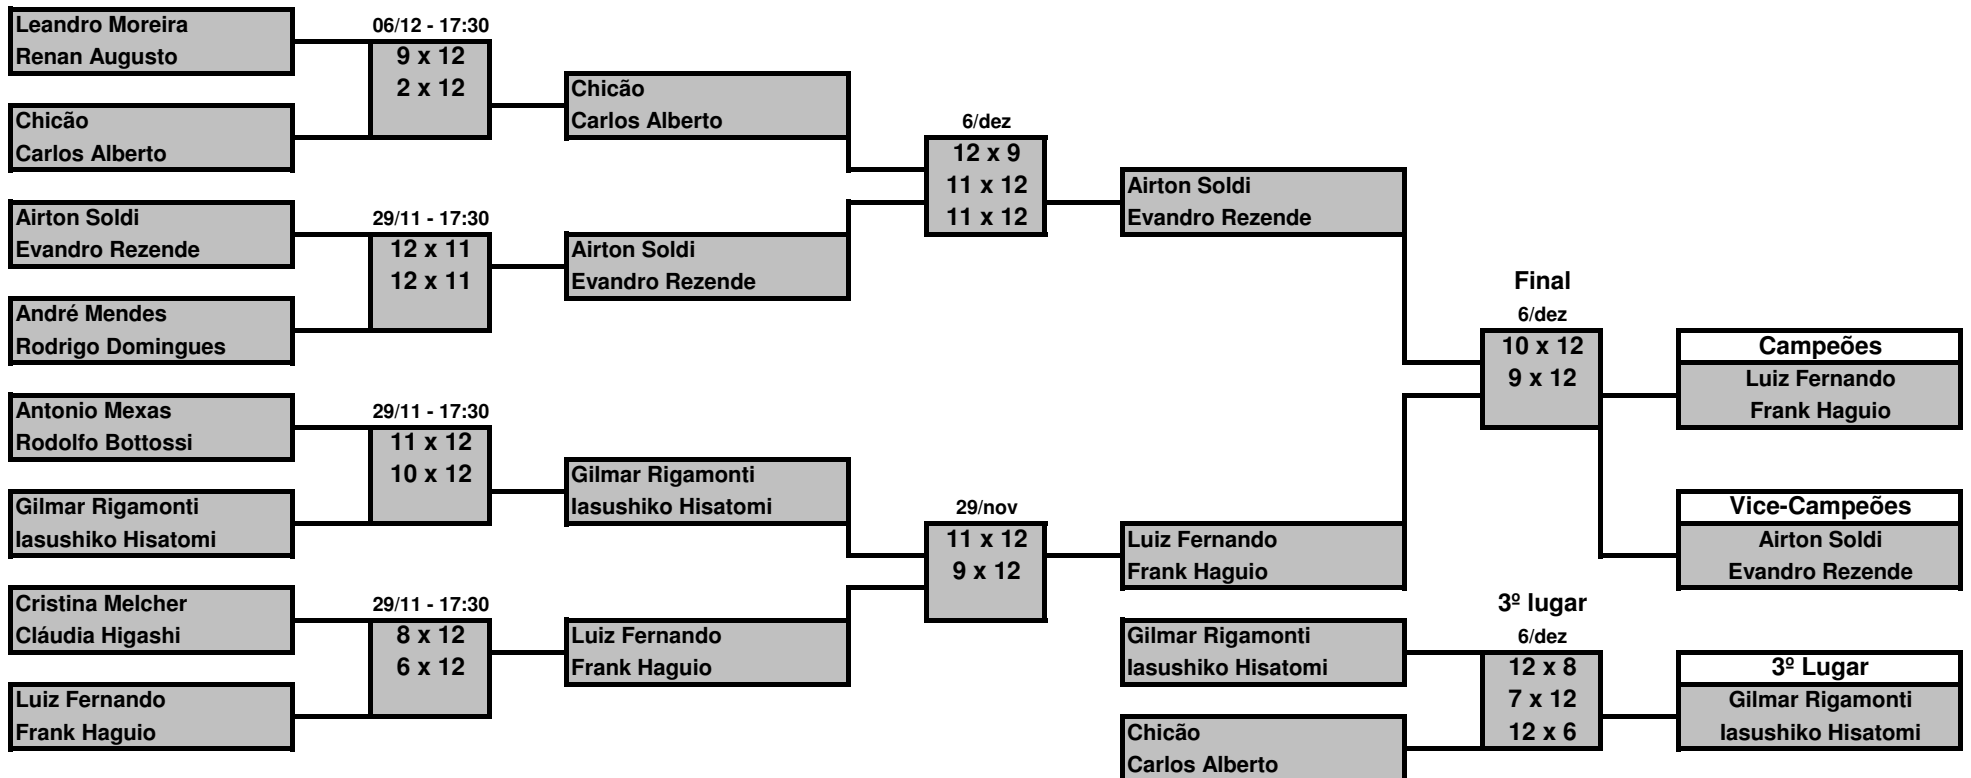 Leandro Moreira
Renan Augusto
06/12 - 17:30
9 x 12
2 x 12
Chicão
Carlos Alberto
Chicão
Carlos Alberto
6/dez
12 x 9
11 x 12
11 x 12
Airton Soldi
Evandro Rezende
29/11 - 17:30
12 x 11
12 x 11
Airton Soldi
Evandro Rezende
Airton Soldi
Evandro Rezende
André Mendes
Rodrigo Domingues
Final
6/dez
10 x 12
9 x 12
Campeões
Luiz Fernando
Frank Haguio
Antonio Mexas
Rodolfo Bottossi
29/11 - 17:30
11 x 12
10 x 12
Gilmar Rigamonti
Iasushiko Hisatomi
Gilmar Rigamonti
Iasushiko Hisatomi
29/nov
11 x 12
9 x 12
Luiz Fernando
Frank Haguio
Vice-Campeões
Airton Soldi
Evandro Rezende
Cristina Melcher
Cláudia Higashi
29/11 - 17:30
8 x 12
6 x 12
Luiz Fernando
Frank Haguio
Luiz Fernando
Frank Haguio
3º lugar
6/dez
Gilmar Rigamonti
Iasushiko Hisatomi
12 x 8
7 x 12
12 x 6
Chicão
Carlos Alberto
3º Lugar
Gilmar Rigamonti
Iasushiko Hisatomi